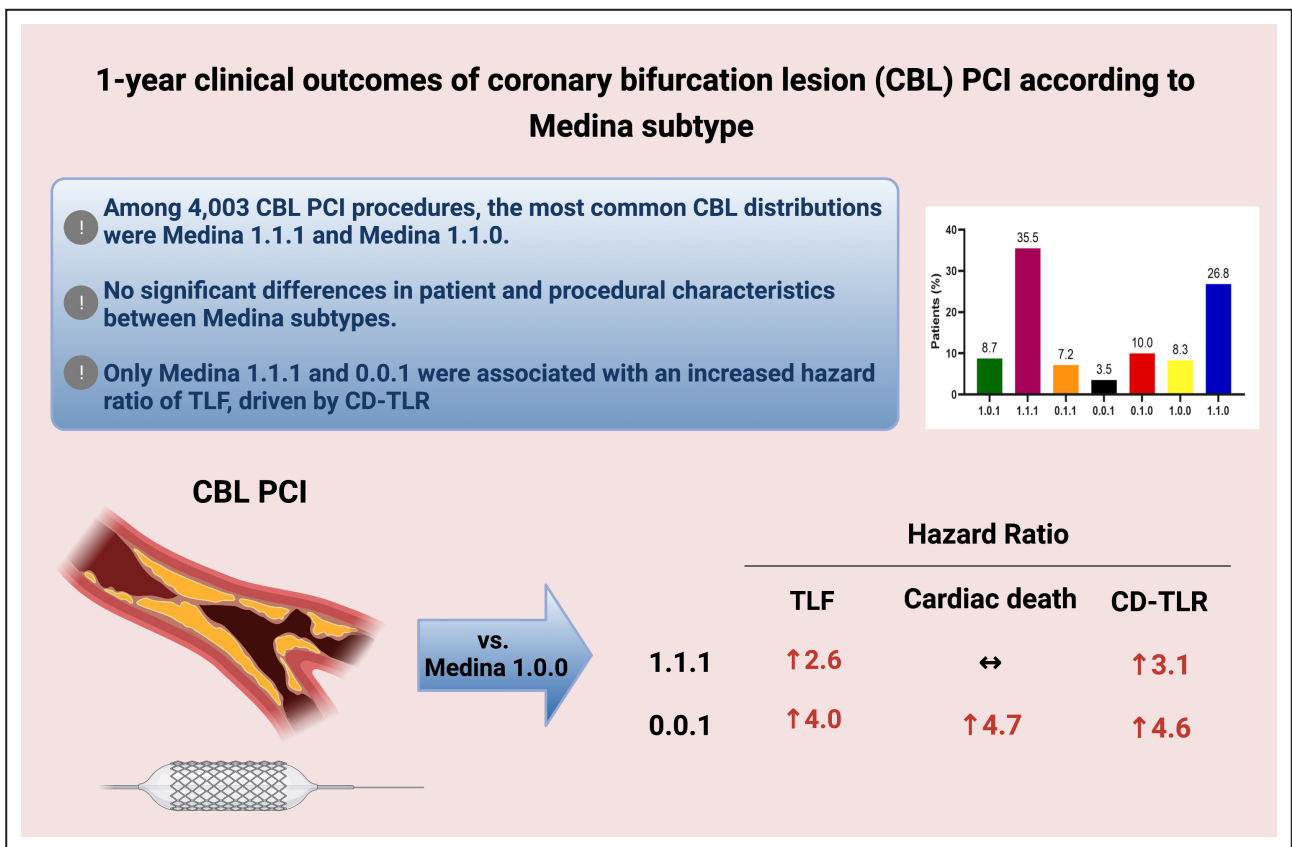 1-year clinical outcomes of coronary bifurcation lesion (CBL) PCI according to
Medina subtype
! Among 4,003 CBL PCI procedures, the most common CBL distributions
were Medina 1.1.1 and Medina 1.1.0.
! No significant differences in patient and procedural characteristics
between Medina subtypes.
! Only Medina 1.1.1 and 0.0.1 were associated with an increased hazard
ratio of TLF, driven by CD-TLR
Patients (%)
40
30
20
10
0
8.7
35.5
7.2
3.5
10.0
8.3
26.8
1.0.1 1.1.1 0.1.1 0.0.1 0.1.0 1.0.0 1.1.0
CBL PCI
vs.
Medina 1.0.0
Hazard Ratio
TLF Cardiac death CD-TLR
1.1.1 ↑2.6 ↔ ↑3.1
0.0.1 ↑4.0 ↑4.7 ↑4.6